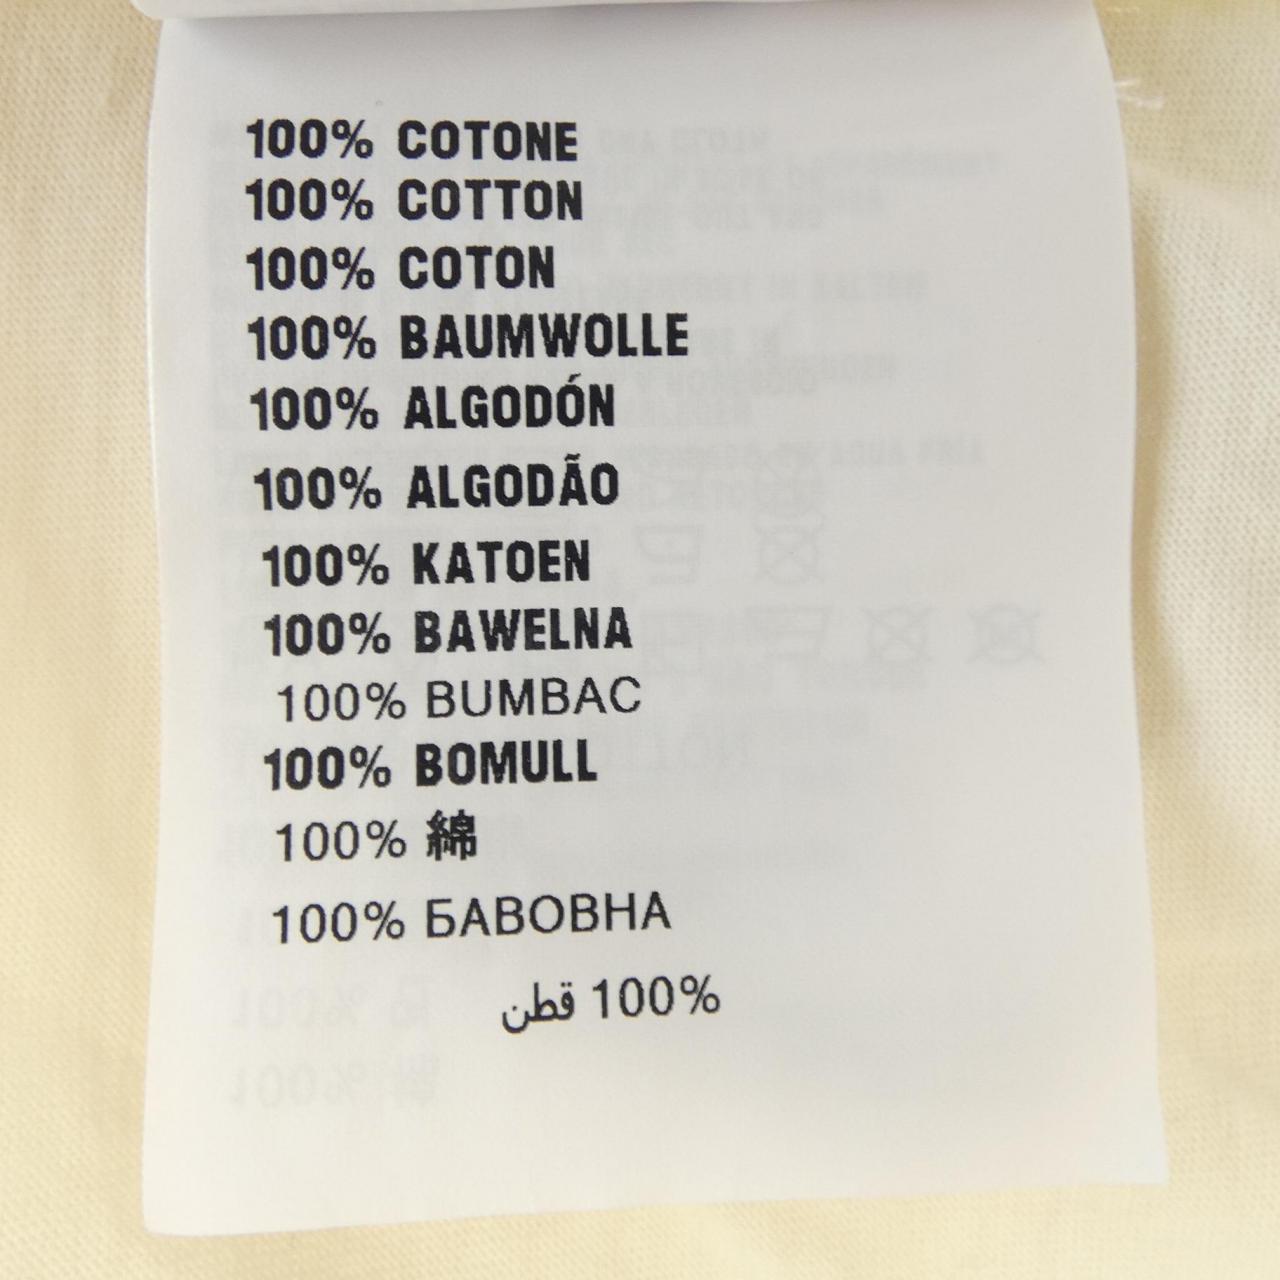 100% COTONE
100% COTTON
100% COTON
100% BAUMWOLLE
100% ALGODÓN
100% ALGODÃO
100% KATOEN
100% BAWELNA
100% BUMBAC
100% BOMULL
100% 綿
100% БАВОВНА
100% قطن